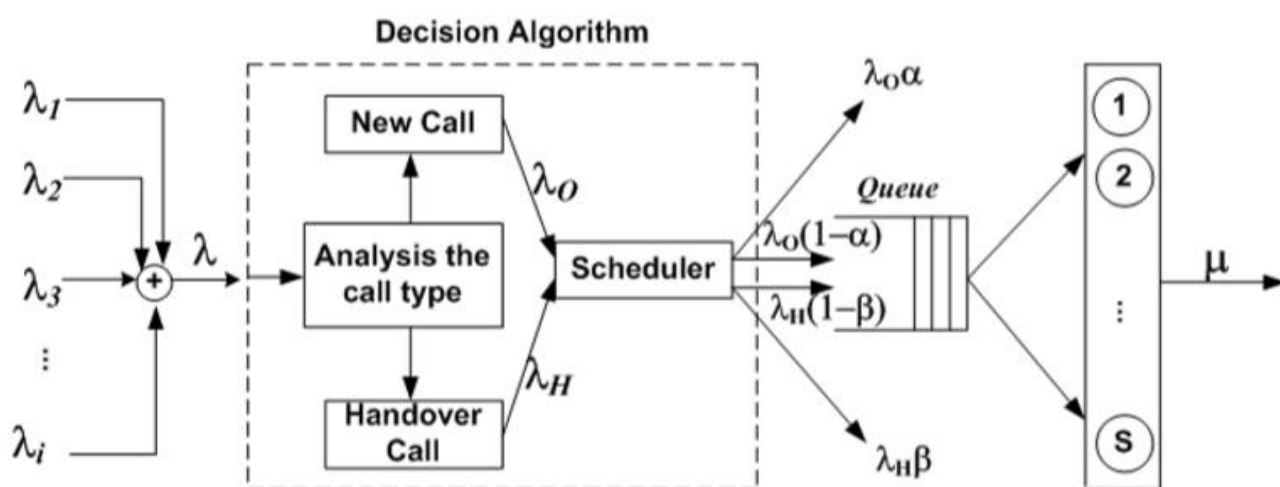 Decision Algorithm
λ1
λ2
λ3
⋮
λi
+
λ
New Call
Analysis the
call type
Handover
Call
λO
λH
Scheduler
λOα
Queue
λO(1−α)
λH(1−β)
λHβ
1
2
⋮
S
μ